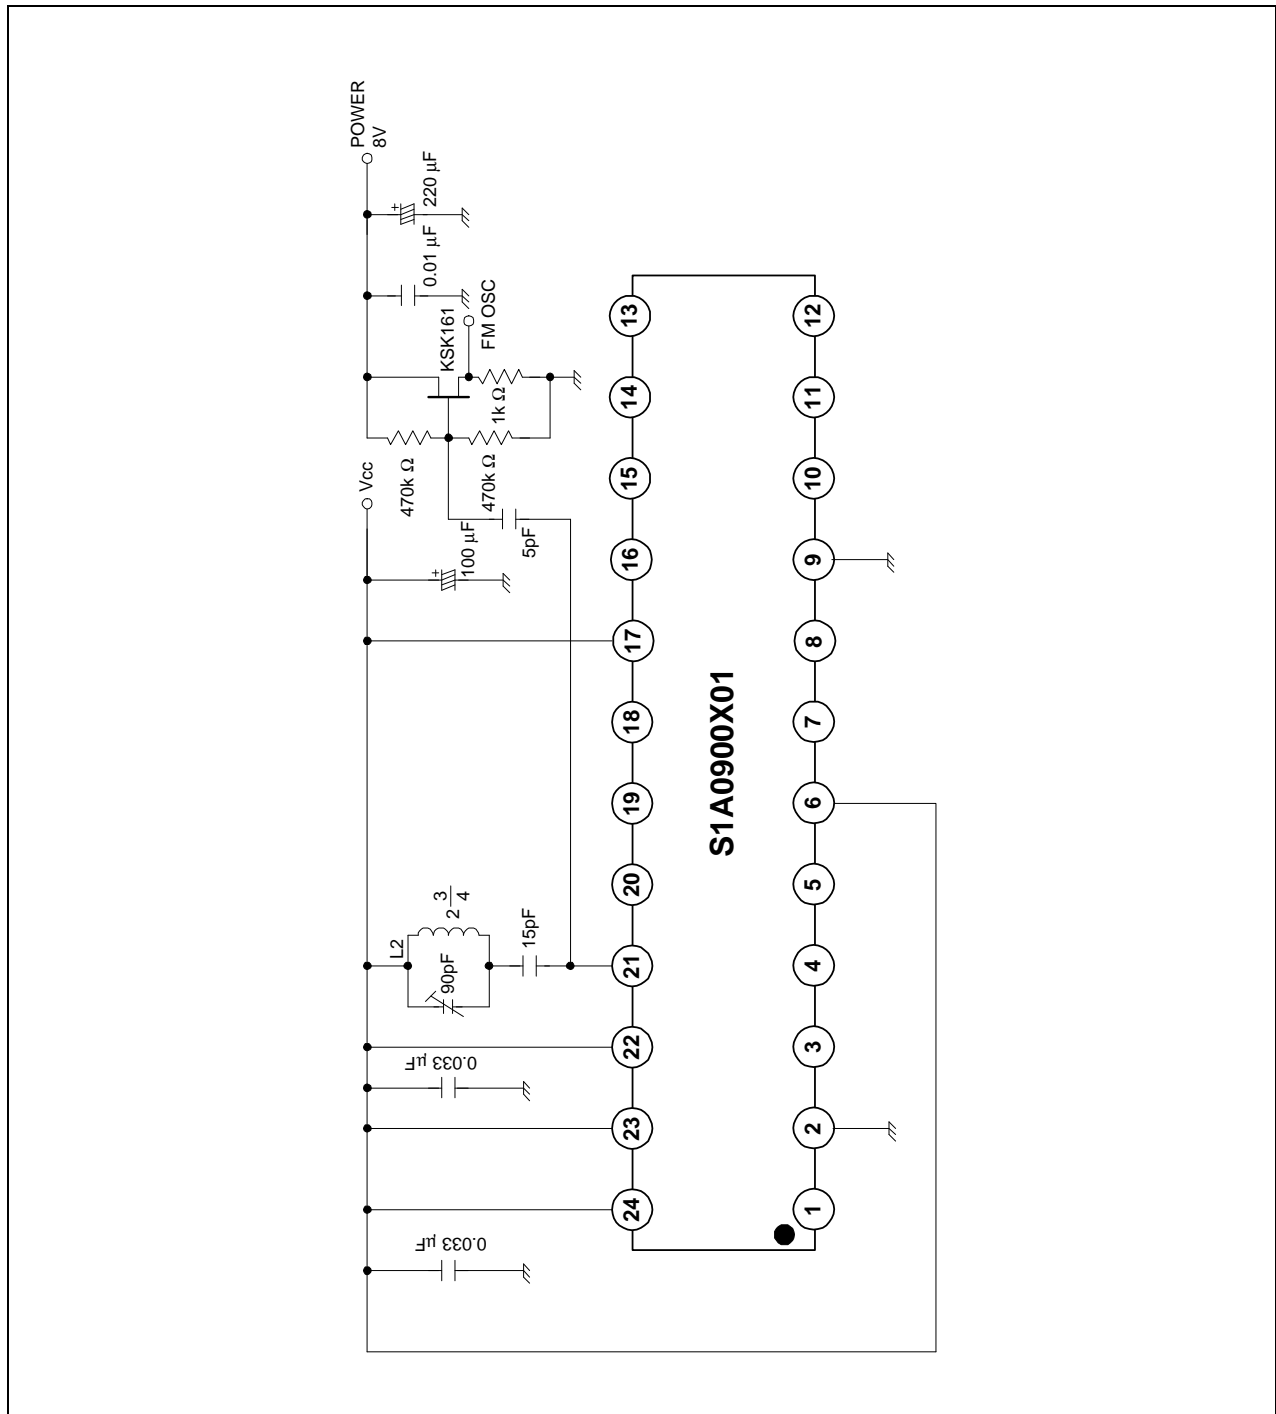 POWER
8V
220 µF
+
0.01 µF
KSK161
FM OSC
1k Ω
470k Ω
470k Ω
Vcc
100 µF
+
5pF
L2
2 3/4
90pF
15pF
0.033 µF
0.033 µF
S1A0900X01
13
14
15
16
17
18
19
20
21
22
23
24
12
11
10
9
8
7
6
5
4
3
2
1